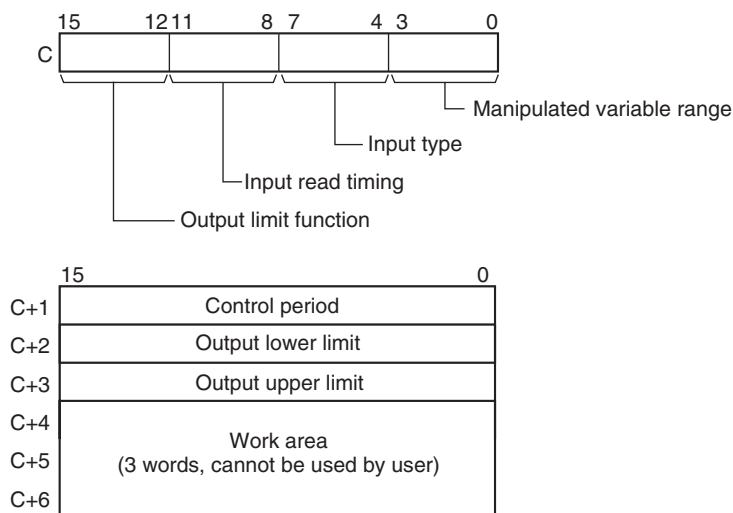 15 12 11 8 7 4 3 0
C
Manipulated variable range
Input type
Input read timing
Output limit function
15 0
C+1 Control period
C+2 Output lower limit
C+3 Output upper limit
C+4
Work area
C+5 (3 words, cannot be used by user)
C+6